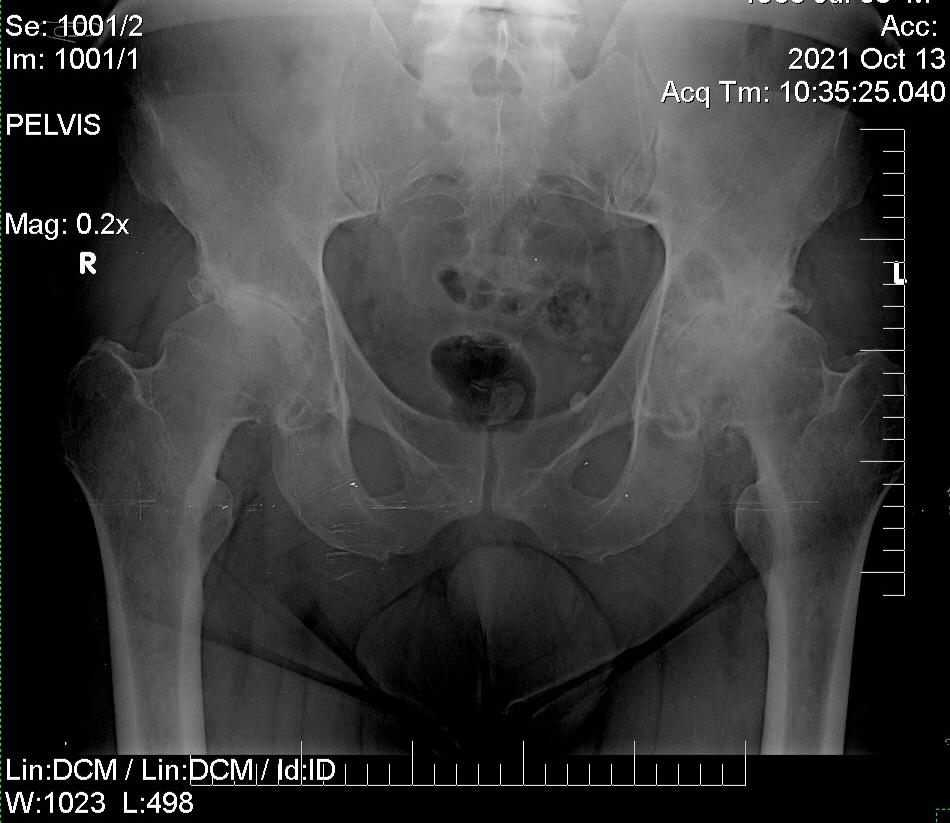 Se: 1001/2
Im: 1001/1
Acc:
2021 Oct 13
Acq Tm: 10:35:25.040
PELVIS
Mag: 0.2x
R
L
Lin:DCM / Lin:DCM / Id:ID
W:1023 L:498